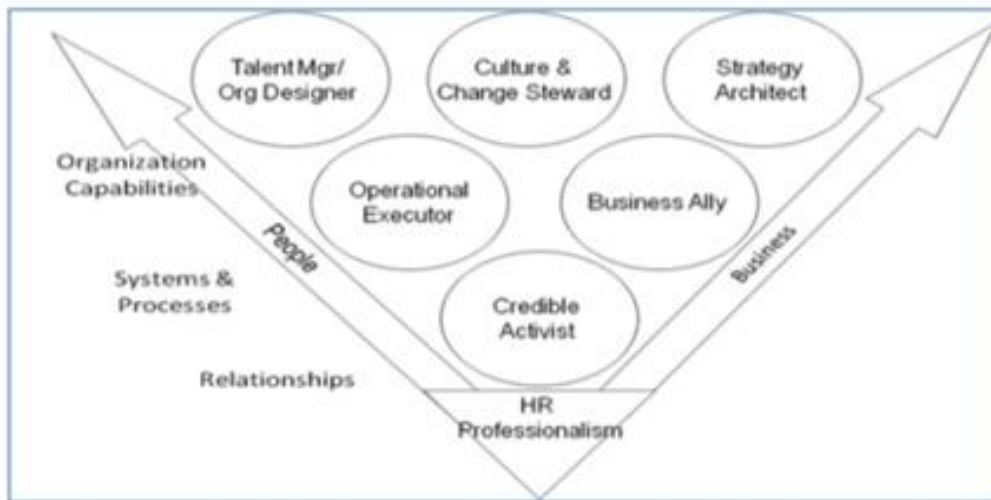 Talent Mgr/
Org Designer
Culture &
Change Steward
Strategy
Architect
Organization
Capabilities
Operational
Executor
Business Ally
People
Business
Systems &
Processes
Credible
Activist
Relationships
HR
Professionalism